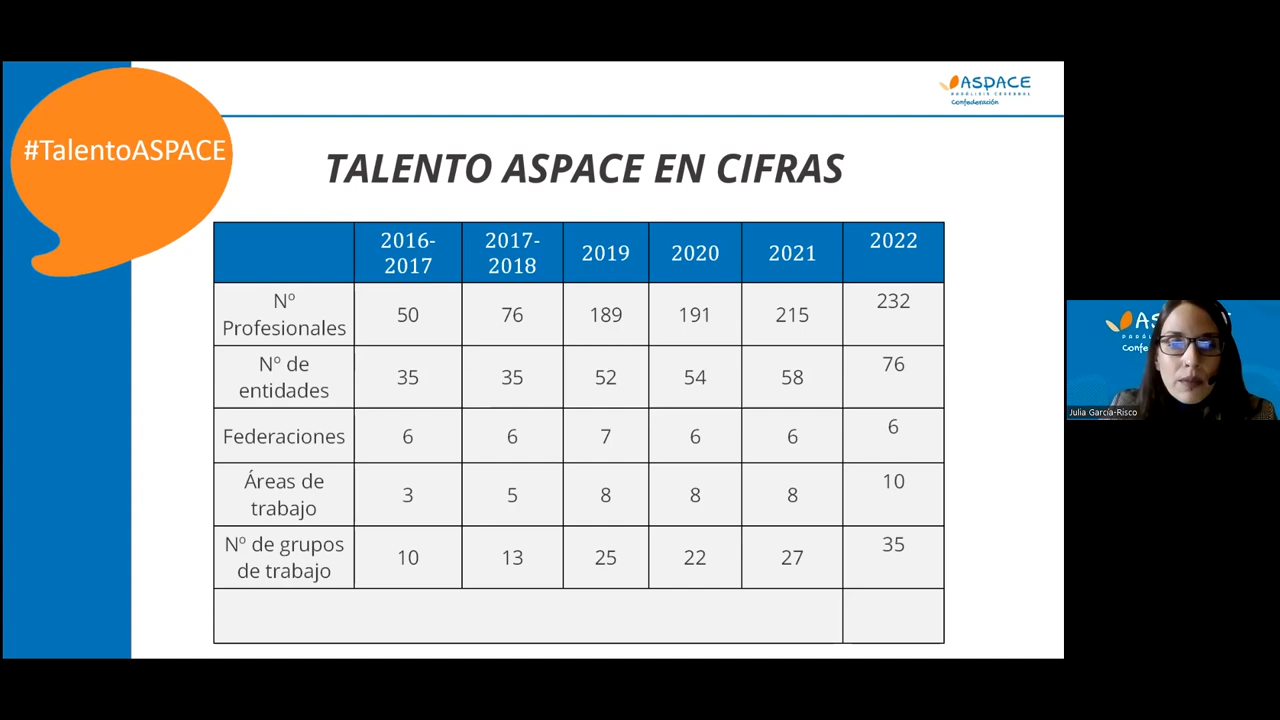 #TalentoASPACE
ASPACE
PARÁLISIS CEREBRAL
Confederación
TALENTO ASPACE EN CIFRAS
2016-
2017
2017-
2018
2019
2020
2021
2022
Nº
Profesionales
50
76
189
191
215
232
Nº de
entidades
35
35
52
54
58
76
Federaciones
6
6
7
6
6
6
Áreas de
trabajo
3
5
8
8
8
10
Nº de grupos
de trabajo
10
13
25
22
27
35
Julia García-Risco